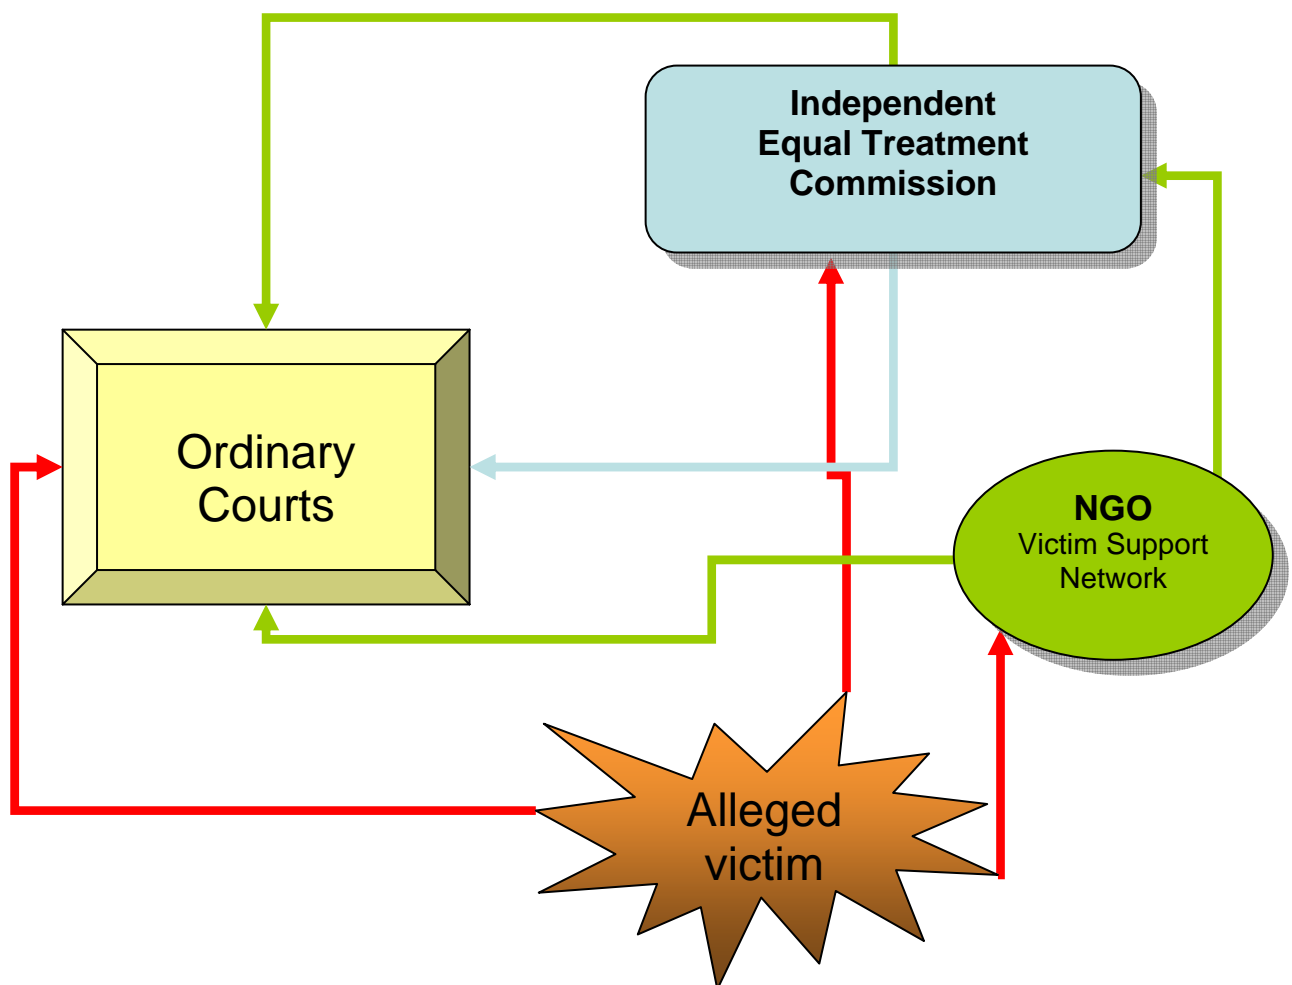 Independent
Equal Treatment
Commission
Ordinary
Courts
NGO
Victim Support
Network
Alleged
victim